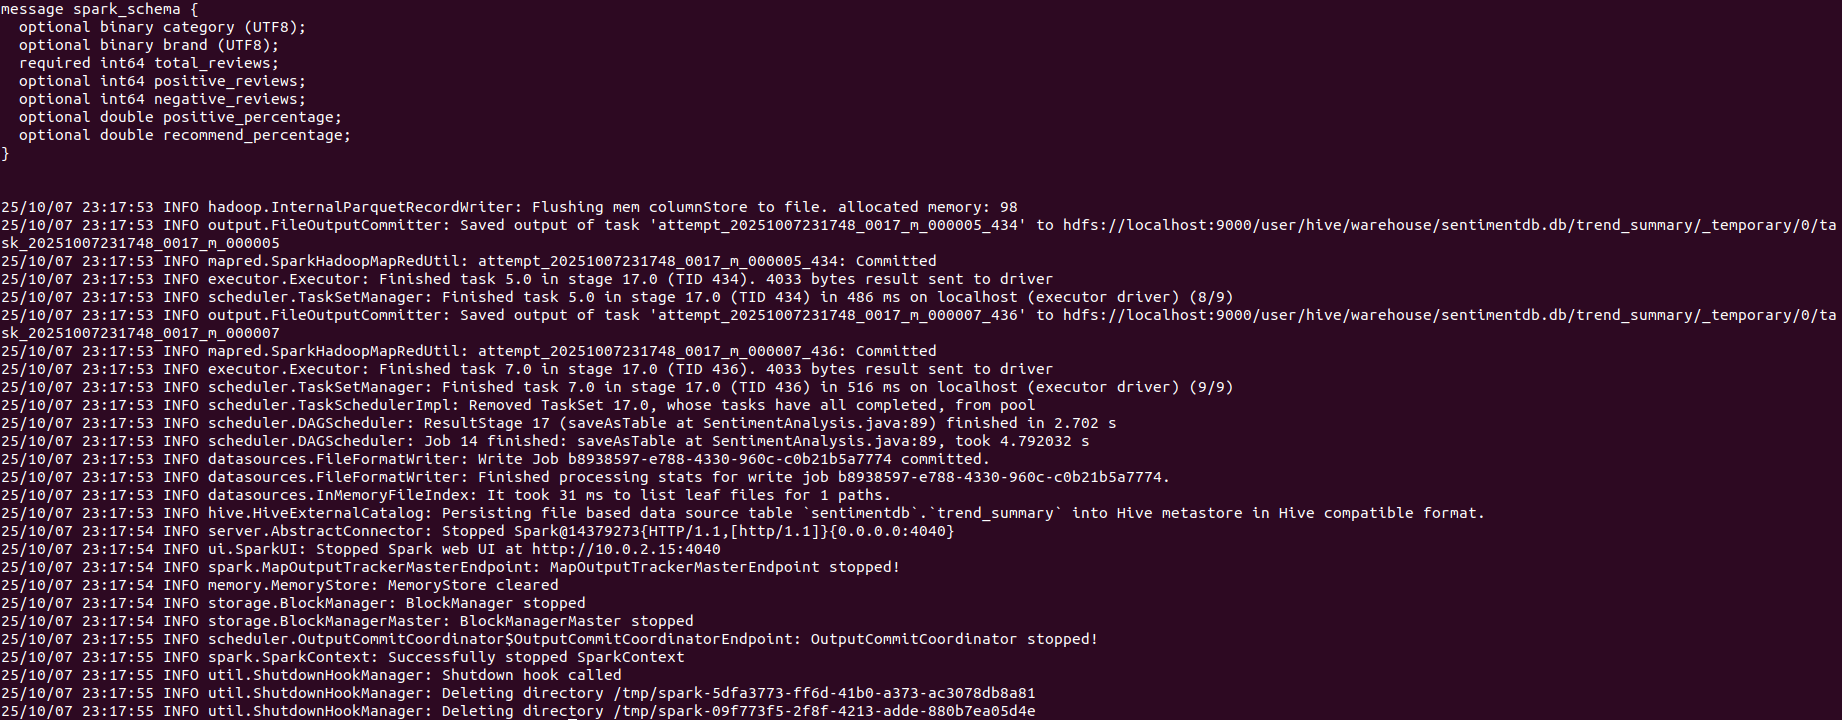 message spark_schema {
  optional binary category (UTF8);
  optional binary brand (UTF8);
  required int64 total_reviews;
  optional int64 positive_reviews;
  optional int64 negative_reviews;
  optional double positive_percentage;
  optional double recommend_percentage;
}
25/10/07 23:17:53 INFO hadoop.InternalParquetRecordWriter: Flushing mem columnStore to file. allocated memory: 98
25/10/07 23:17:53 INFO output.FileOutputCommitter: Saved output of task 'attempt_20251007231748_0017_m_000005_434' to hdfs://localhost:9000/user/hive/warehouse/sentimentdb.db/trend_summary/_temporary/0/ta
sk_20251007231748_0017_m_000005
25/10/07 23:17:53 INFO mapred.SparkHadoopMapRedUtil: attempt_20251007231748_0017_m_000005_434: Committed
25/10/07 23:17:53 INFO executor.Executor: Finished task 5.0 in stage 17.0 (TID 434). 4033 bytes result sent to driver
25/10/07 23:17:53 INFO scheduler.TaskSetManager: Finished task 5.0 in stage 17.0 (TID 434) in 486 ms on localhost (executor driver) (8/9)
25/10/07 23:17:53 INFO output.FileOutputCommitter: Saved output of task 'attempt_20251007231748_0017_m_000007_436' to hdfs://localhost:9000/user/hive/warehouse/sentimentdb.db/trend_summary/_temporary/0/ta
sk_20251007231748_0017_m_000007
25/10/07 23:17:53 INFO mapred.SparkHadoopMapRedUtil: attempt_20251007231748_0017_m_000007_436: Committed
25/10/07 23:17:53 INFO executor.Executor: Finished task 7.0 in stage 17.0 (TID 436). 4033 bytes result sent to driver
25/10/07 23:17:53 INFO scheduler.TaskSetManager: Finished task 7.0 in stage 17.0 (TID 436) in 516 ms on localhost (executor driver) (9/9)
25/10/07 23:17:53 INFO scheduler.TaskSchedulerImpl: Removed TaskSet 17.0, whose tasks have all completed, from pool
25/10/07 23:17:53 INFO scheduler.DAGScheduler: ResultStage 17 (saveAsTable at SentimentAnalysis.java:89) finished in 2.702 s
25/10/07 23:17:53 INFO scheduler.DAGScheduler: Job 14 finished: saveAsTable at SentimentAnalysis.java:89, took 4.792032 s
25/10/07 23:17:53 INFO datasources.FileFormatWriter: Write Job b8938597-e788-4330-960c-c0b21b5a7774 committed.
25/10/07 23:17:53 INFO datasources.FileFormatWriter: Finished processing stats for write job b8938597-e788-4330-960c-c0b21b5a7774.
25/10/07 23:17:53 INFO datasources.InMemoryFileIndex: It took 31 ms to list leaf files for 1 paths.
25/10/07 23:17:53 INFO hive.HiveExternalCatalog: Persisting file based data source table `sentimentdb`.`trend_summary` into Hive metastore in Hive compatible format.
25/10/07 23:17:54 INFO server.AbstractConnector: Stopped Spark@14379273{HTTP/1.1,[http/1.1]}{0.0.0.0:4040}
25/10/07 23:17:54 INFO ui.SparkUI: Stopped Spark web UI at http://10.0.2.15:4040
25/10/07 23:17:54 INFO spark.MapOutputTrackerMasterEndpoint: MapOutputTrackerMasterEndpoint stopped!
25/10/07 23:17:54 INFO memory.MemoryStore: MemoryStore cleared
25/10/07 23:17:54 INFO storage.BlockManager: BlockManager stopped
25/10/07 23:17:54 INFO storage.BlockManagerMaster: BlockManagerMaster stopped
25/10/07 23:17:55 INFO scheduler.OutputCommitCoordinator$OutputCommitCoordinatorEndpoint: OutputCommitCoordinator stopped!
25/10/07 23:17:55 INFO spark.SparkContext: Successfully stopped SparkContext
25/10/07 23:17:55 INFO util.ShutdownHookManager: Shutdown hook called
25/10/07 23:17:55 INFO util.ShutdownHookManager: Deleting directory /tmp/spark-5dfa3773-ff6d-41b0-a373-ac3078db8a81
25/10/07 23:17:55 INFO util.ShutdownHookManager: Deleting directory /tmp/spark-09f773f5-2f8f-4213-adde-880b7ea05d4e